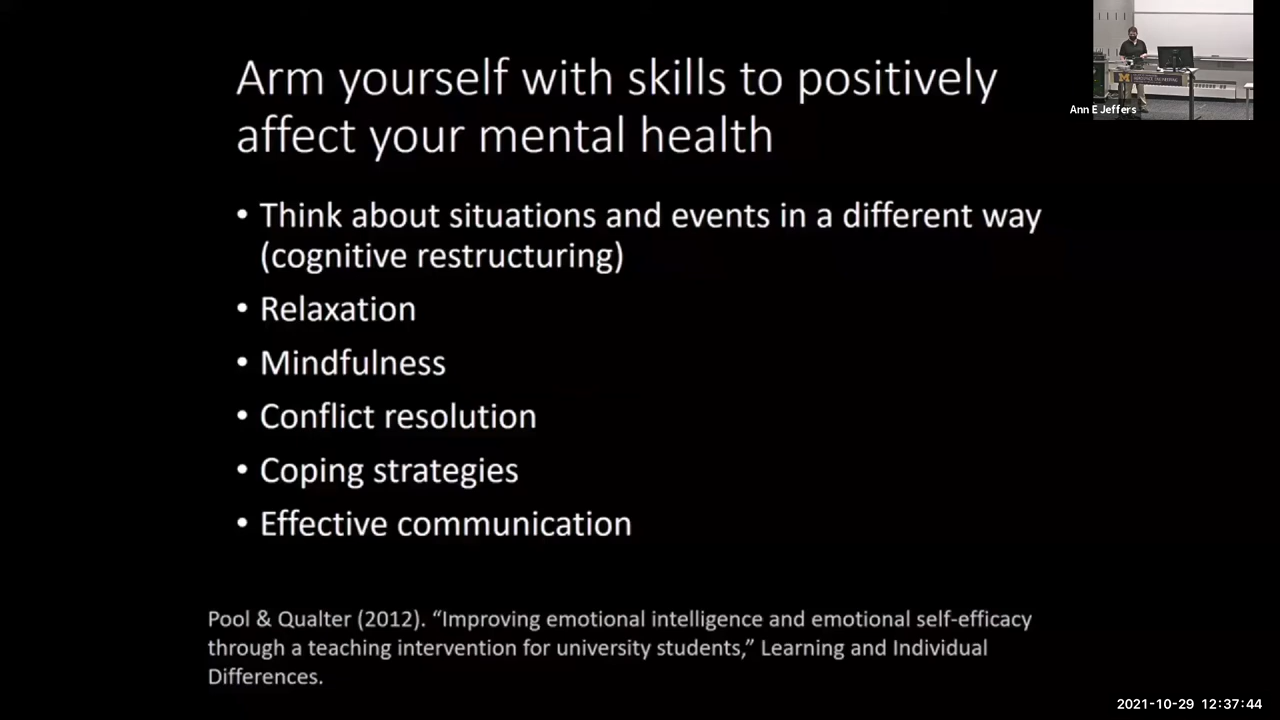 Arm yourself with skills to positively
affect your mental health
• Think about situations and events in a different way
(cognitive restructuring)
• Relaxation
• Mindfulness
• Conflict resolution
• Coping strategies
• Effective communication
Pool & Qualter (2012). “Improving emotional intelligence and emotional self-efficacy
through a teaching intervention for university students,” Learning and Individual
Differences.
Ann E Jeffers
2021-10-29 12:37:44